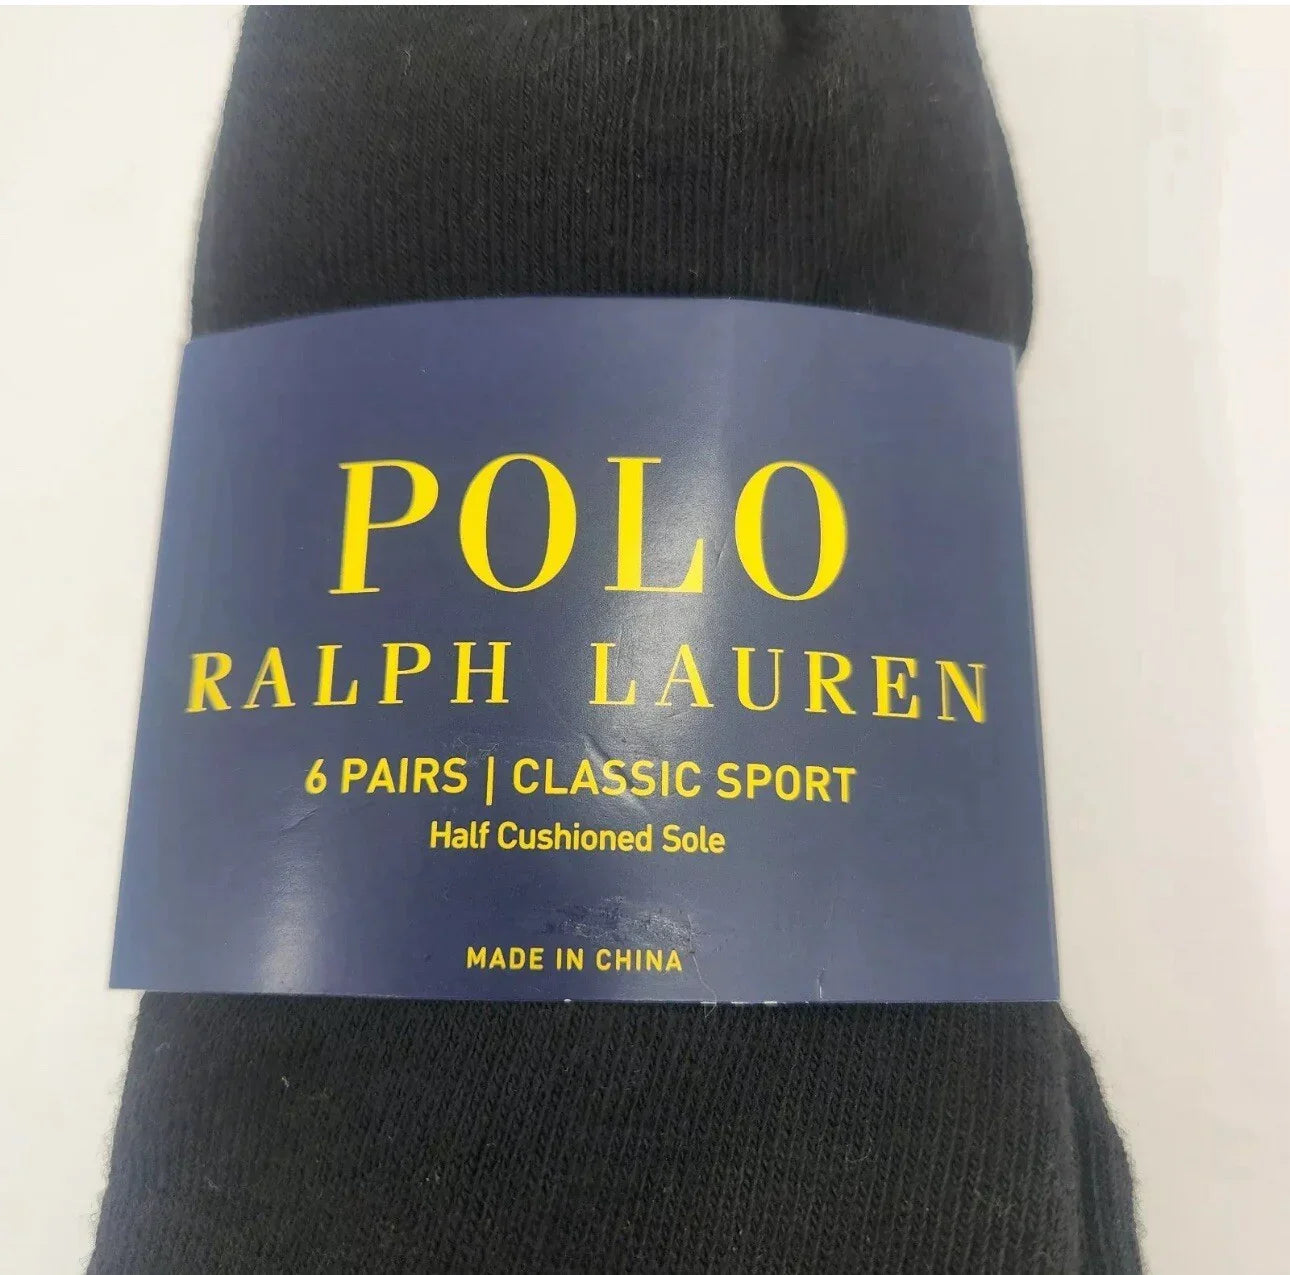 POLO
RALPH LAUREN
6 PAIRS | CLASSIC SPORT
Half Cushioned Sole
MADE IN CHINA